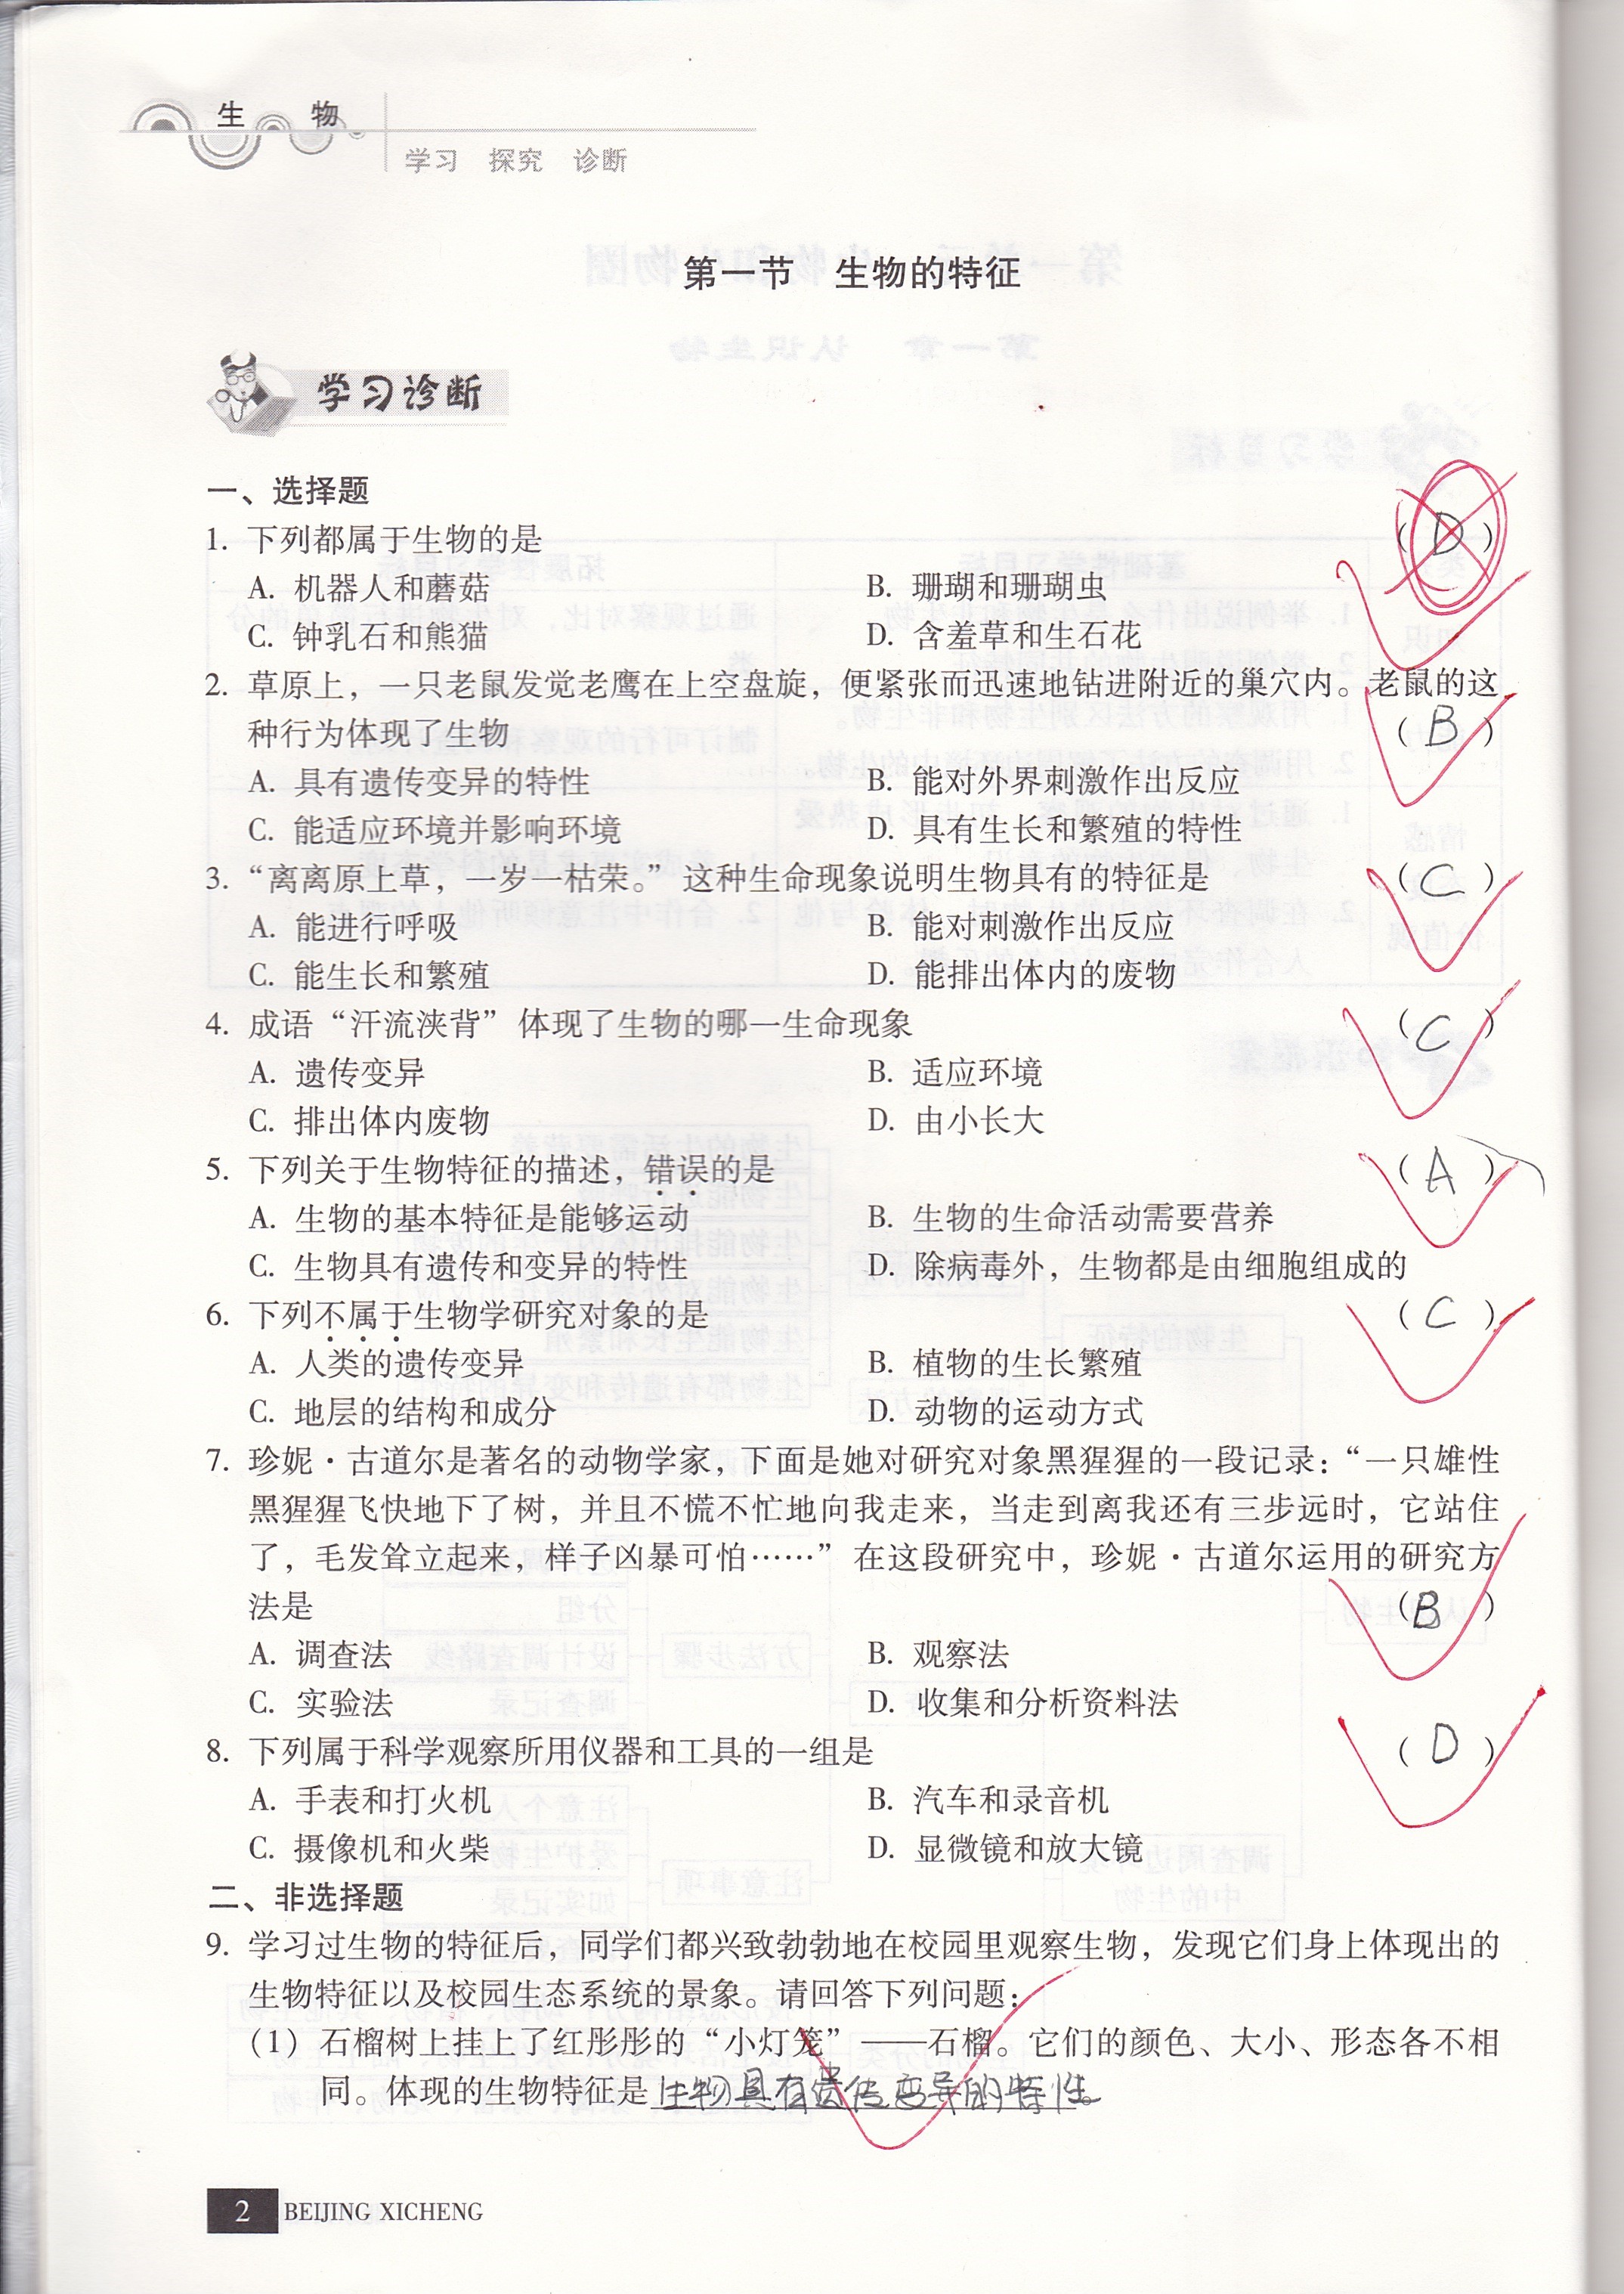 生 物
学习 探究 诊断
第一节 生物的特征
学习诊断
一、选择题
1. 下列都属于生物的是 (D)
A. 机器人和蘑菇 B. 珊瑚和珊瑚虫
C. 钟乳石和熊猫 D. 含羞草和生石花
2. 草原上，一只老鼠发觉老鹰在上空盘旋，便紧张而迅速地钻进附近的巢穴内。老鼠的这
种行为体现了生物 (B)
A. 具有遗传变异的特性 B. 能对外界刺激作出反应
C. 能适应环境并影响环境 D. 具有生长和繁殖的特性
3. “离离原上草，一岁一枯荣。”这种生命现象说明生物具有的特征是 (C)
A. 能进行呼吸 B. 能对刺激作出反应
C. 能生长和繁殖 D. 能排出体内的废物
4. 成语“汗流浃背”体现了生物的哪一生命现象 (C)
A. 遗传变异 B. 适应环境
C. 排出体内废物 D. 由小长大
5. 下列关于生物特征的描述，错误的是 (A)
A. 生物的基本特征是能够运动 B. 生物的生命活动需要营养
C. 生物具有遗传和变异的特性 D. 除病毒外，生物都是由细胞组成的
6. 下列不属于生物学研究对象的是 (C)
A. 人类的遗传变异 B. 植物的生长繁殖
C. 地层的结构和成分 D. 动物的运动方式
7. 珍妮·古道尔是著名的动物学家，下面是她对研究对象黑猩猩的一段记录：“一只雄性
黑猩猩飞快地下了树，并且不慌不忙地向我走来，当走到离我还有三步远时，它站住
了，毛发耸立起来，样子凶暴可怕……”在这段研究中，珍妮·古道尔运用的研究方
法是 (B)
A. 调查法 B. 观察法
C. 实验法 D. 收集和分析资料法
8. 下列属于科学观察所用仪器和工具的一组是 (D)
A. 手表和打火机 B. 汽车和录音机
C. 摄像机和火柴 D. 显微镜和放大镜
二、非选择题
9. 学习过生物的特征后，同学们都兴致勃勃地在校园里观察生物，发现它们身上体现出的
生物特征以及校园生态系统的景象。请回答下列问题：
（1）石榴树上挂上了红彤彤的“小灯笼”——石榴。它们的颜色、大小、形态各不相
同。体现的生物特征是生物具有遗传变异的特性。
2 BEIJING XICHENG